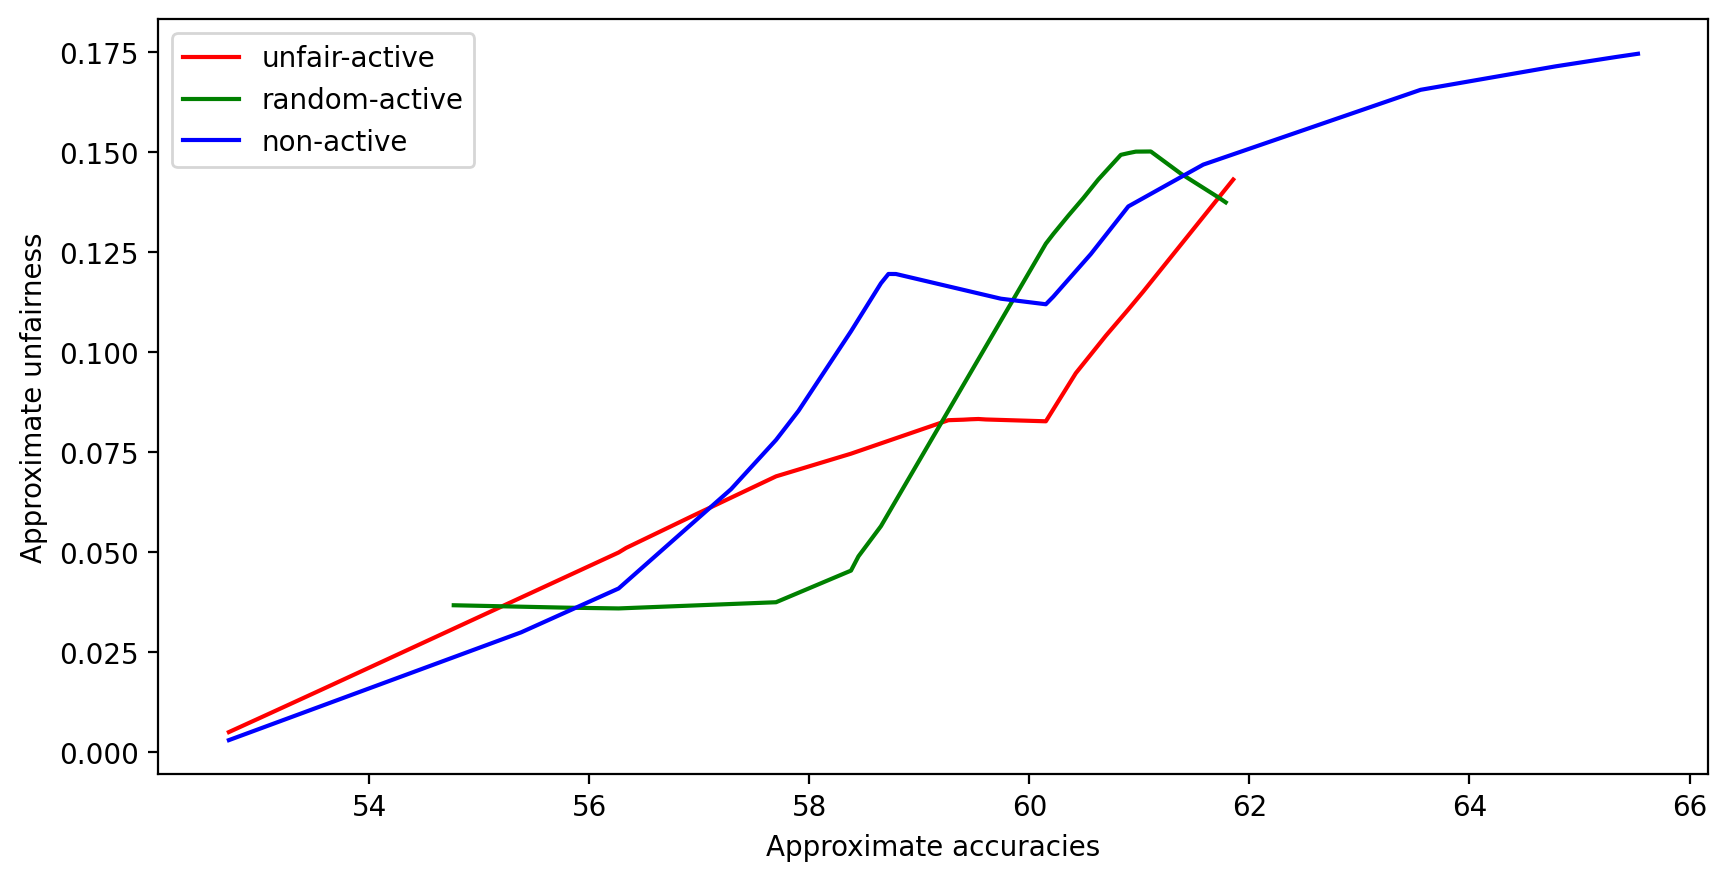 unfair-active
random-active
non-active
0.175
0.150
0.125
0.100
0.075
0.050
0.025
0.000
Approximate unfairness
54 56 58 60 62 64 66
Approximate accuracies